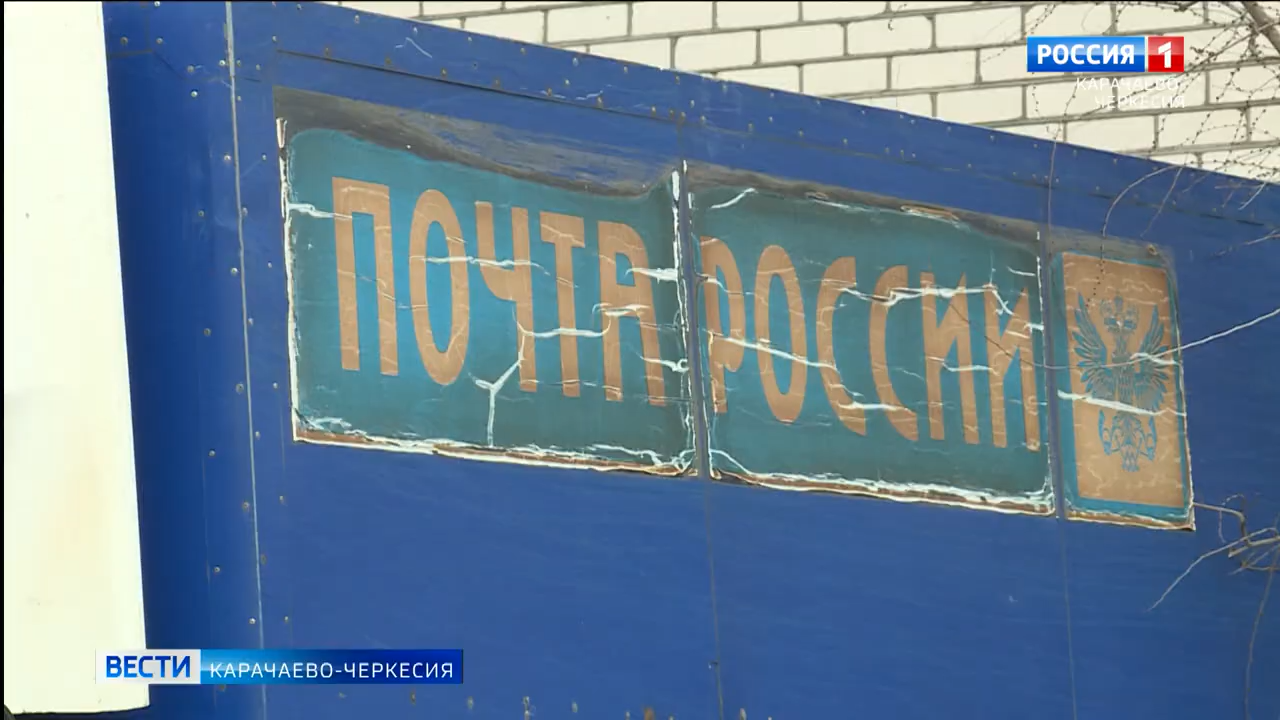 РОССИЯ 1
КАРАЧАЕВО-
ЧЕРКЕСИЯ
ПОЧТА РОССИИ
ВЕСТИ КАРАЧАЕВО-ЧЕРКЕСИЯ